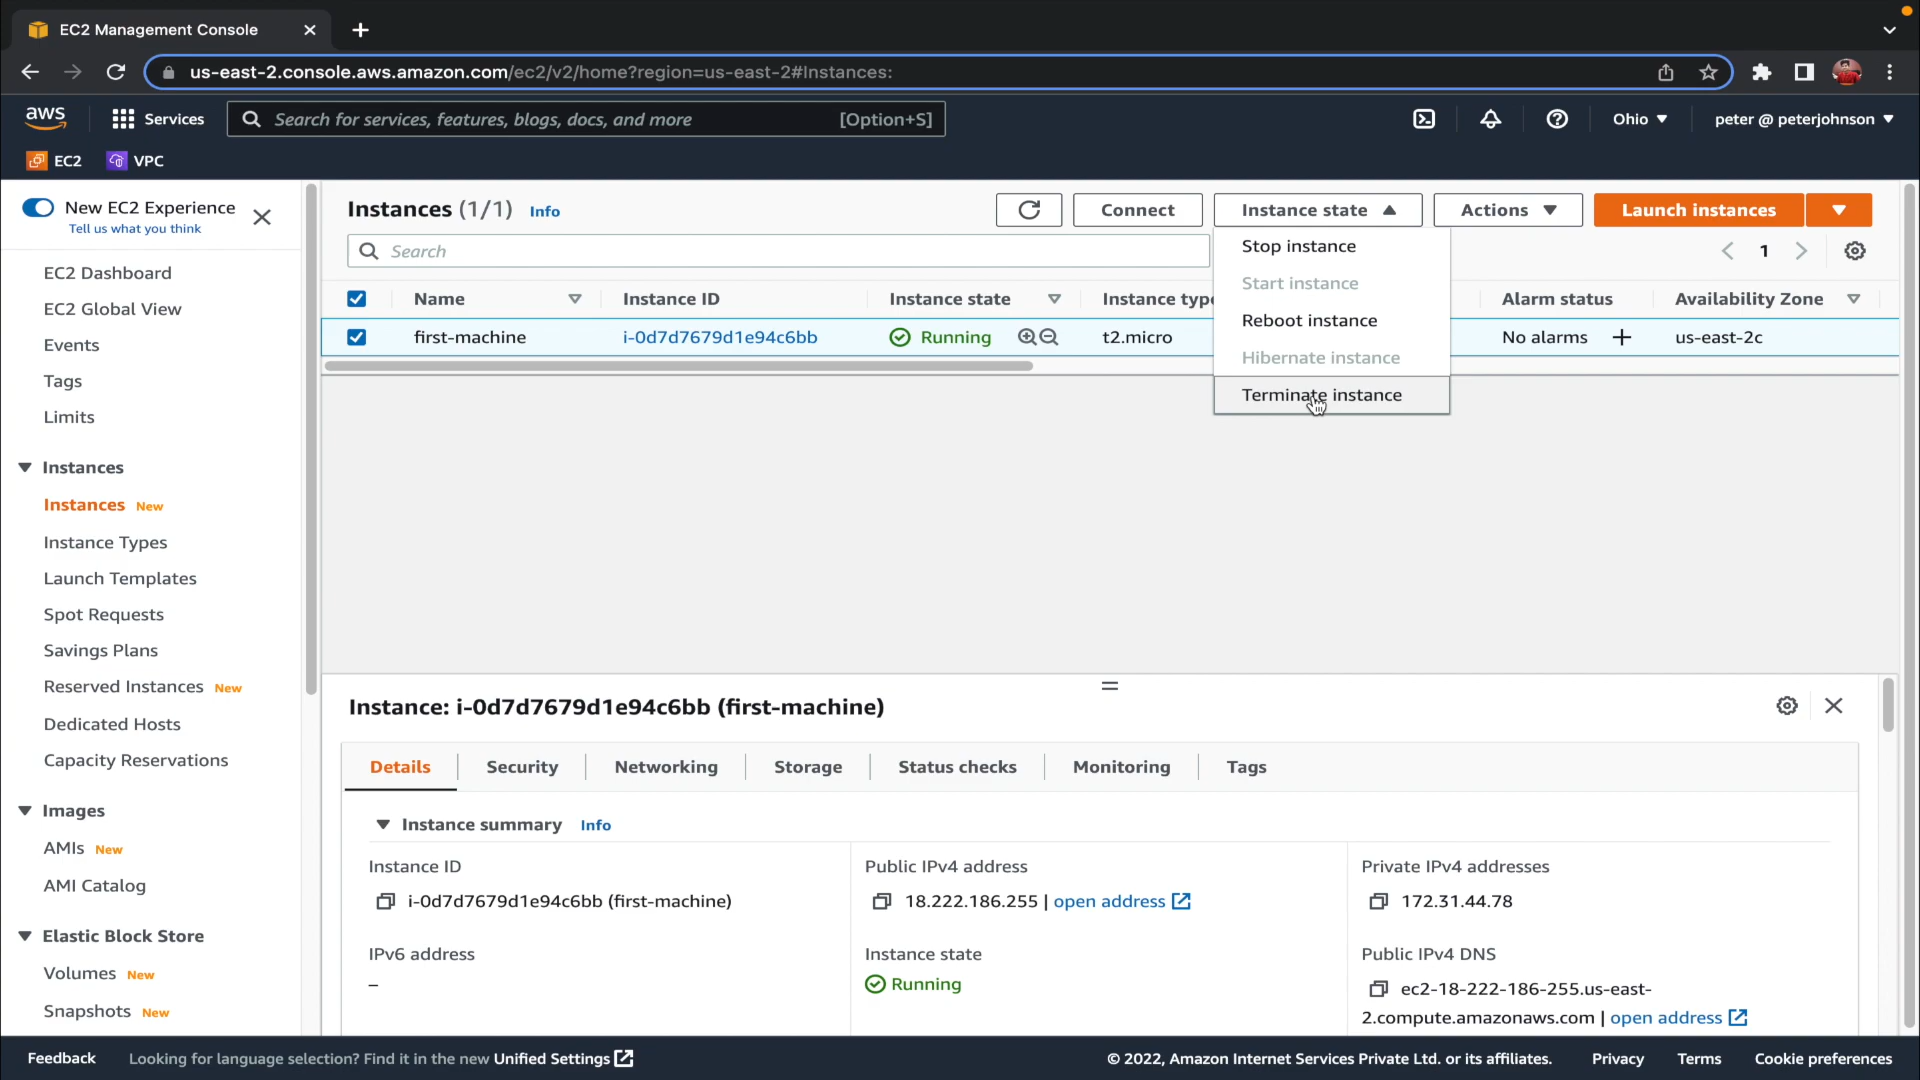 EC2 Management Console
us-east-2.console.aws.amazon.com/ec2/v2/home?region=us-east-2#Instances:
aws
Services
Search for services, features, blogs, docs, and more
[Option+S]
Ohio
peter @ peterjohnson
EC2
VPC
New EC2 Experience
Tell us what you think
EC2 Dashboard
EC2 Global View
Events
Tags
Limits
Instances
Instances New
Instance Types
Launch Templates
Spot Requests
Savings Plans
Reserved Instances New
Dedicated Hosts
Capacity Reservations
Images
AMIs New
AMI Catalog
Elastic Block Store
Volumes New
Snapshots New
Instances (1/1) Info
Connect
Instance state
Actions
Launch instances
Search
1
Stop instance
Start instance
Reboot instance
Hibernate instance
Terminate instance
Name
Instance ID
Instance state
Instance type
Alarm status
Availability Zone
first-machine
i-0d7d7679d1e94c6bb
Running
t2.micro
No alarms
us-east-2c
Instance: i-0d7d7679d1e94c6bb (first-machine)
Details
Security
Networking
Storage
Status checks
Monitoring
Tags
Instance summary Info
Instance ID
i-0d7d7679d1e94c6bb (first-machine)
Public IPv4 address
18.222.186.255 | open address
Private IPv4 addresses
172.31.44.78
IPv6 address
–
Instance state
Running
Public IPv4 DNS
ec2-18-222-186-255.us-east-
2.compute.amazonaws.com | open address
Feedback
Looking for language selection? Find it in the new Unified Settings
© 2022, Amazon Internet Services Private Ltd. or its affiliates.
Privacy
Terms
Cookie preferences